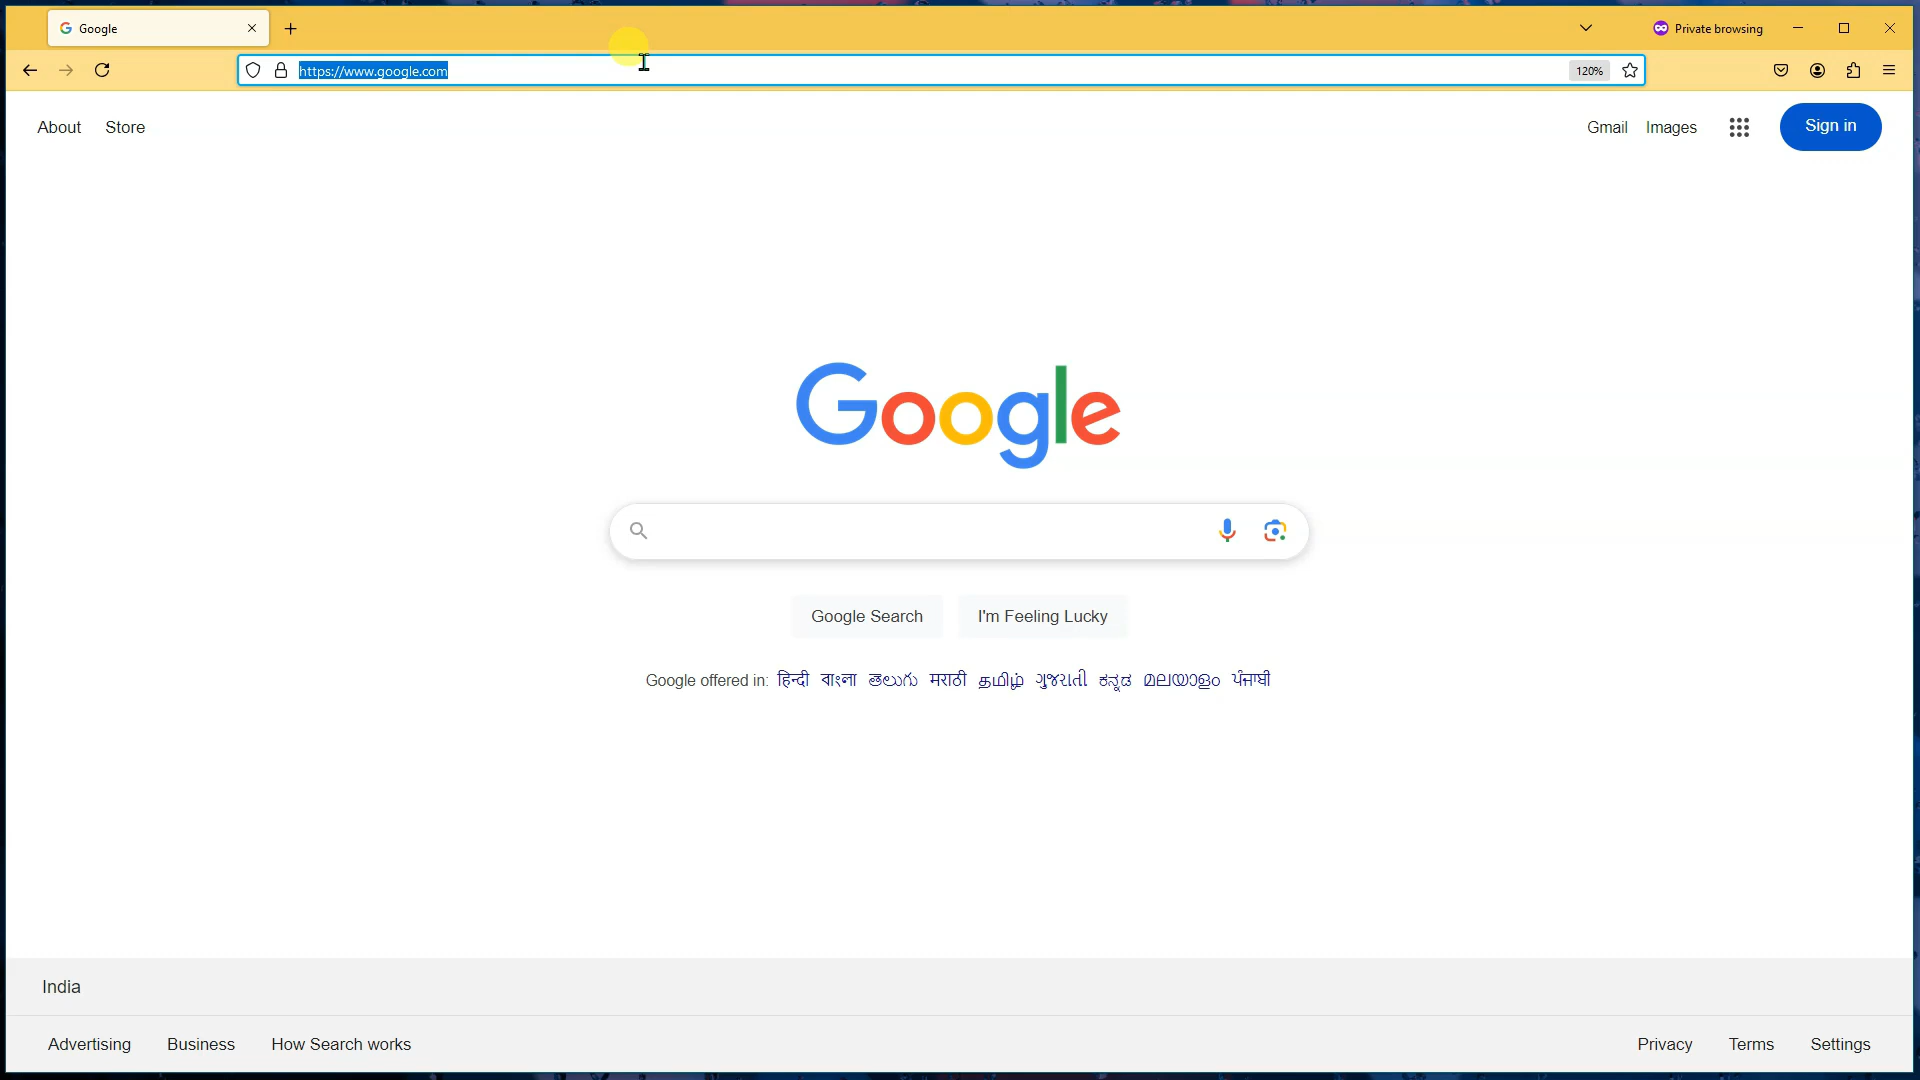 Google
Private browsing
https://www.google.com
120%
About Store
Gmail Images Sign in
Google
Google Search I'm Feeling Lucky
Google offered in: हिन्दी বাংলা తెలుగు मराठी தமிழ் ગુજરાતી ಕನ್ನಡ മലയാളം ਪੰਜਾਬੀ
India
Advertising Business How Search works
Privacy Terms Settings